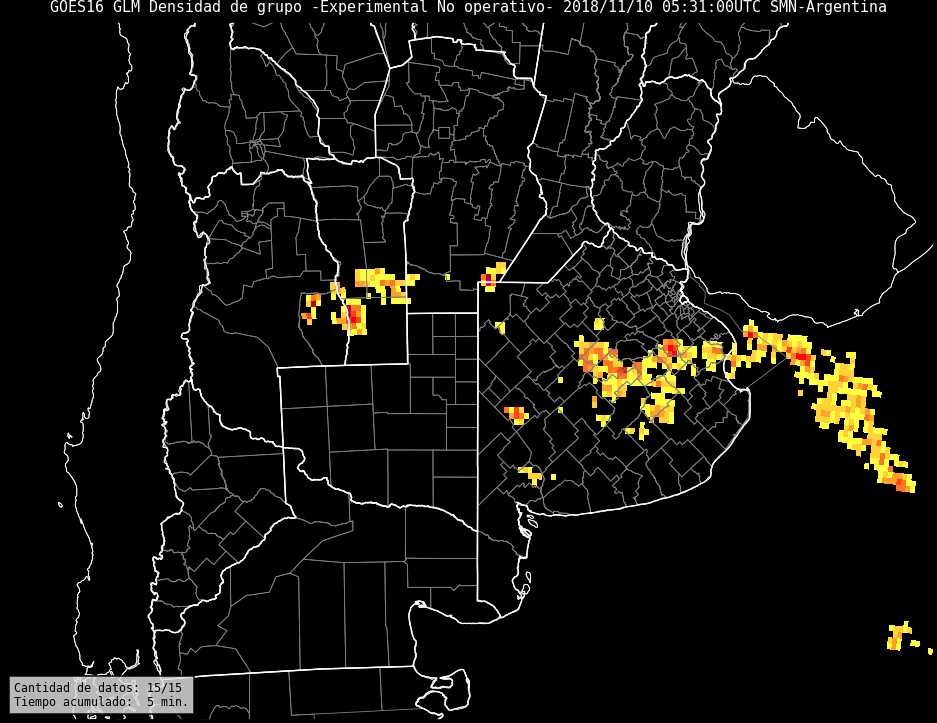 GOES16 GLM Densidad de grupo -Experimental No operativo- 2018/11/10 05:31:00UTC SMN-Argentina
Cantidad de datos: 15/15
Tiempo acumulado:  5 min.